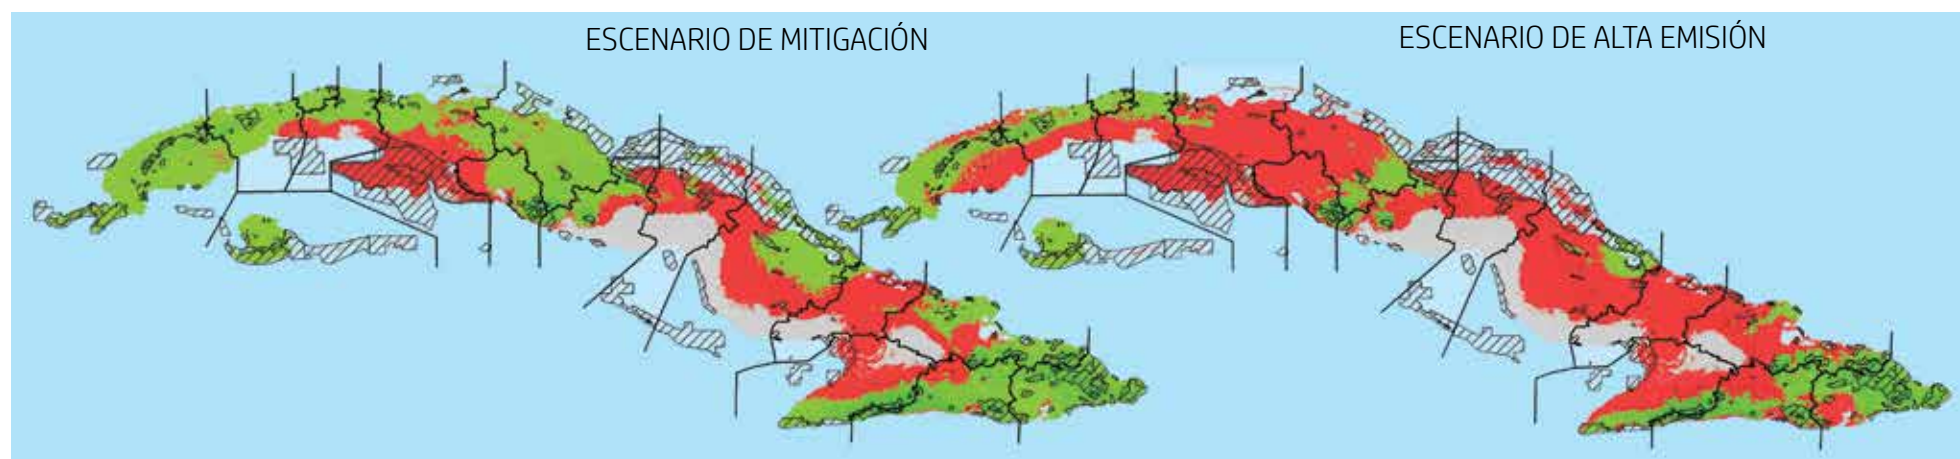 ESCENARIO DE MITIGACIÓN
ESCENARIO DE ALTA EMISIÓN